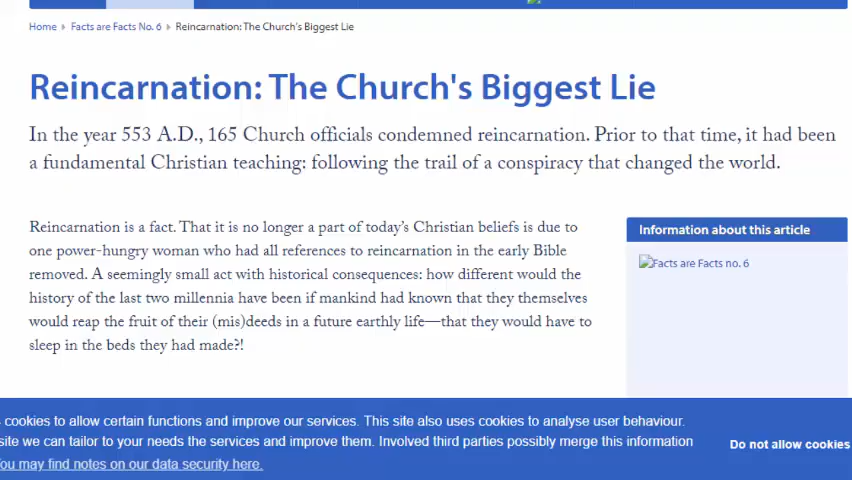 Home Facts are Facts No. 6 Reincarnation: The Church's Biggest Lie
Reincarnation: The Church's Biggest Lie
In the year 553 A.D., 165 Church officials condemned reincarnation. Prior to that time, it had been
a fundamental Christian teaching: following the trail of a conspiracy that changed the world.
Reincarnation is a fact. That it is no longer a part of today's Christian beliefs is due to
one power-hungry woman who had all references to reincarnation in the early Bible
removed. A seemingly small act with historical consequences: how different would the
history of the last two millennia have been if mankind had known that they themselves
would reap the fruit of their (mis)deeds in a future earthly life—that they would have to
sleep in the beds they had made?!
Information about this article
Facts are Facts no. 6
cookies to allow certain functions and improve our services. This site also uses cookies to analyse user behaviour.
site we can tailor to your needs the services and improve them. Involved third parties possibly merge this information
You may find notes on our data security here.
Do not allow cookies